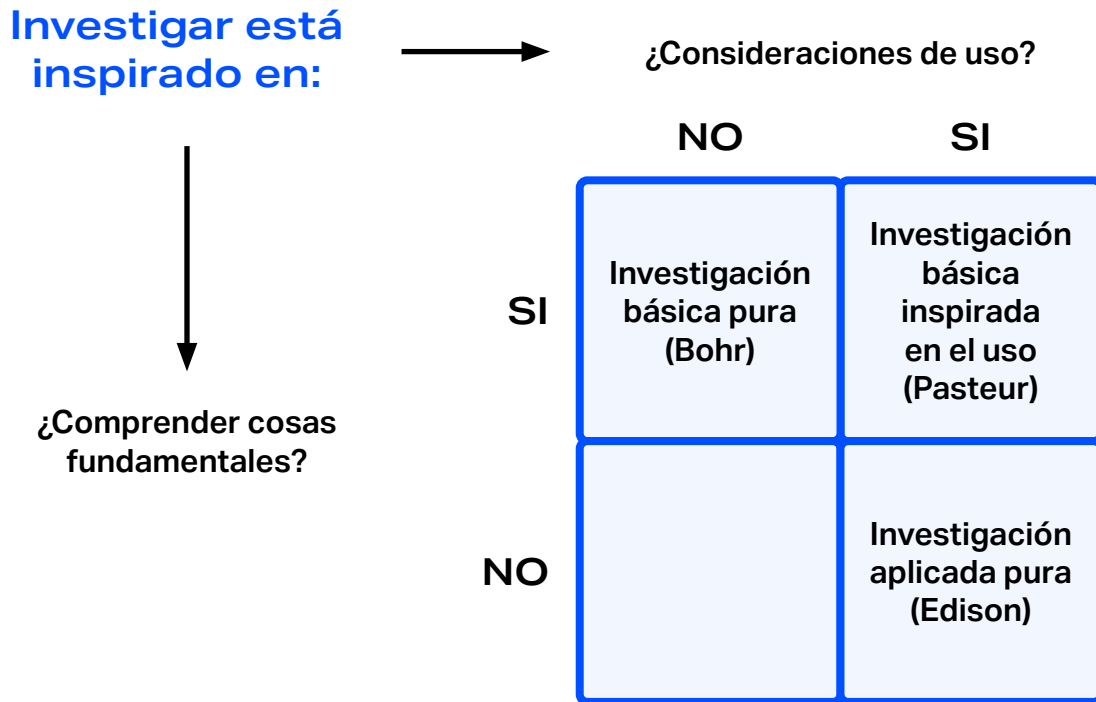 Investigar está
inspirado en:
¿Consideraciones de uso?
NO
SI
SI
Investigación
básica pura
(Bohr)
Investigación
básica
inspirada
en el uso
(Pasteur)
¿Comprender cosas
fundamentales?
NO
Investigación
aplicada pura
(Edison)